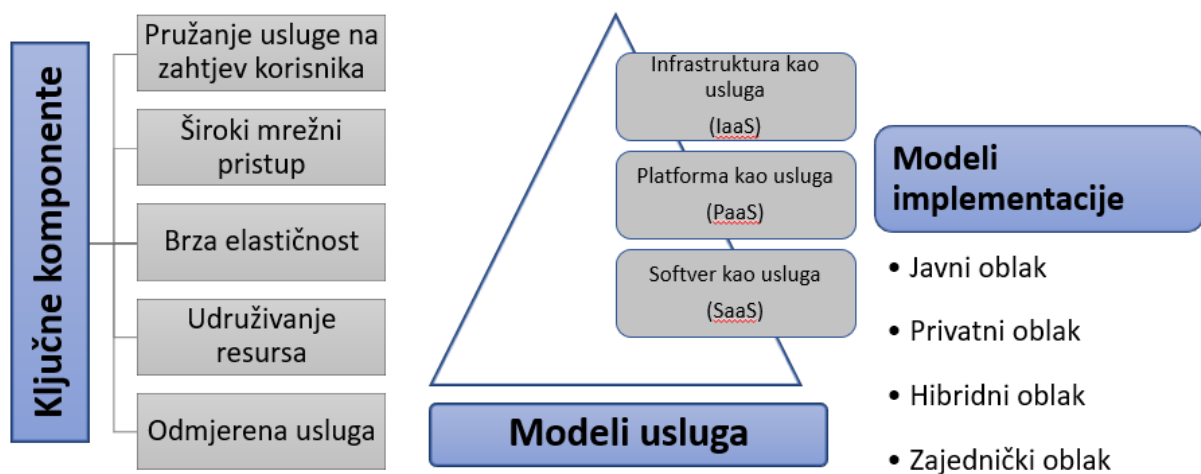 Ključne komponente
Pružanje usluge na
zahtjev korisnika
Široki mrežni
pristup
Brza elastičnost
Udruživanje
resursa
Odmjerena usluga
Infrastruktura kao
usluga
(IaaS)
Platforma kao usluga
(PaaS)
Softver kao usluga
(SaaS)
Modeli usluga
Modeli
implementacije
• Javni oblak
• Privatni oblak
• Hibridni oblak
• Zajednički oblak